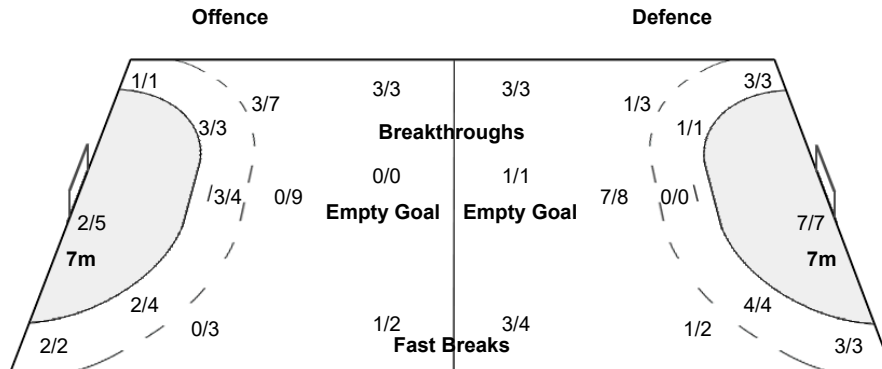 Offence Defence
1/1 3/7 3/3 3/3 1/3 3/3
3/3 Breakthroughs 1/1
0/0 1/1
3/4 0/9 7/8 0/0
2/5 Empty Goal Empty Goal 7/7
7m 7m
2/4 4/4
0/3 1/2 3/4 1/2
2/2 Fast Breaks 3/3